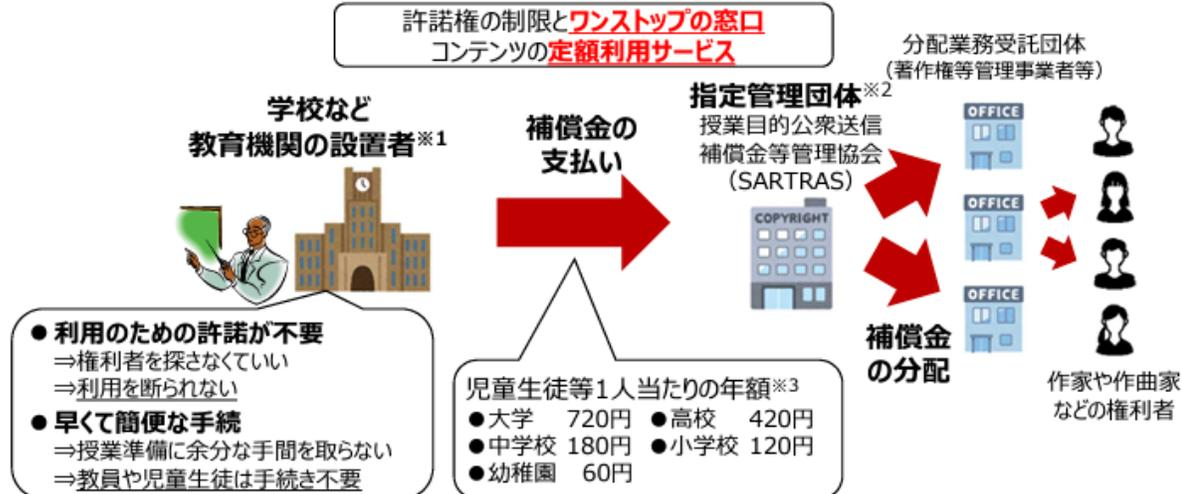 許諾権の制限とワンストップの窓口
コンテンツの定額利用サービス
学校など
教育機関の設置者※1
補償金の
支払い
指定管理団体※2
授業目的公衆送信
補償金等管理協会
（SARTRAS）
COPYRIGHT
分配業務受託団体
（著作権等管理事業者等）
OFFICE
OFFICE
OFFICE
補償金
の分配
作家や作曲家
などの権利者
●利用のための許諾が不要
⇒権利者を探さなくていい
⇒利用を断られない
●早くて簡便な手続
⇒授業準備に余分な手間を取らない
⇒教員や児童生徒は手続き不要
児童生徒等1人当たりの年額※3
●大学 720円 ●高校 420円
●中学校 180円 ●小学校 120円
●幼稚園 60円